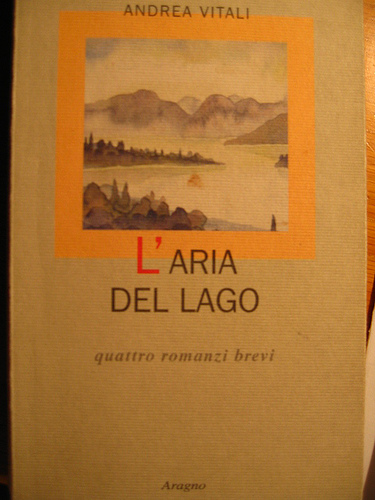 ANDREA VITALI
L'ARIA
DEL LAGO
quattro romanzi brevi
Aragno